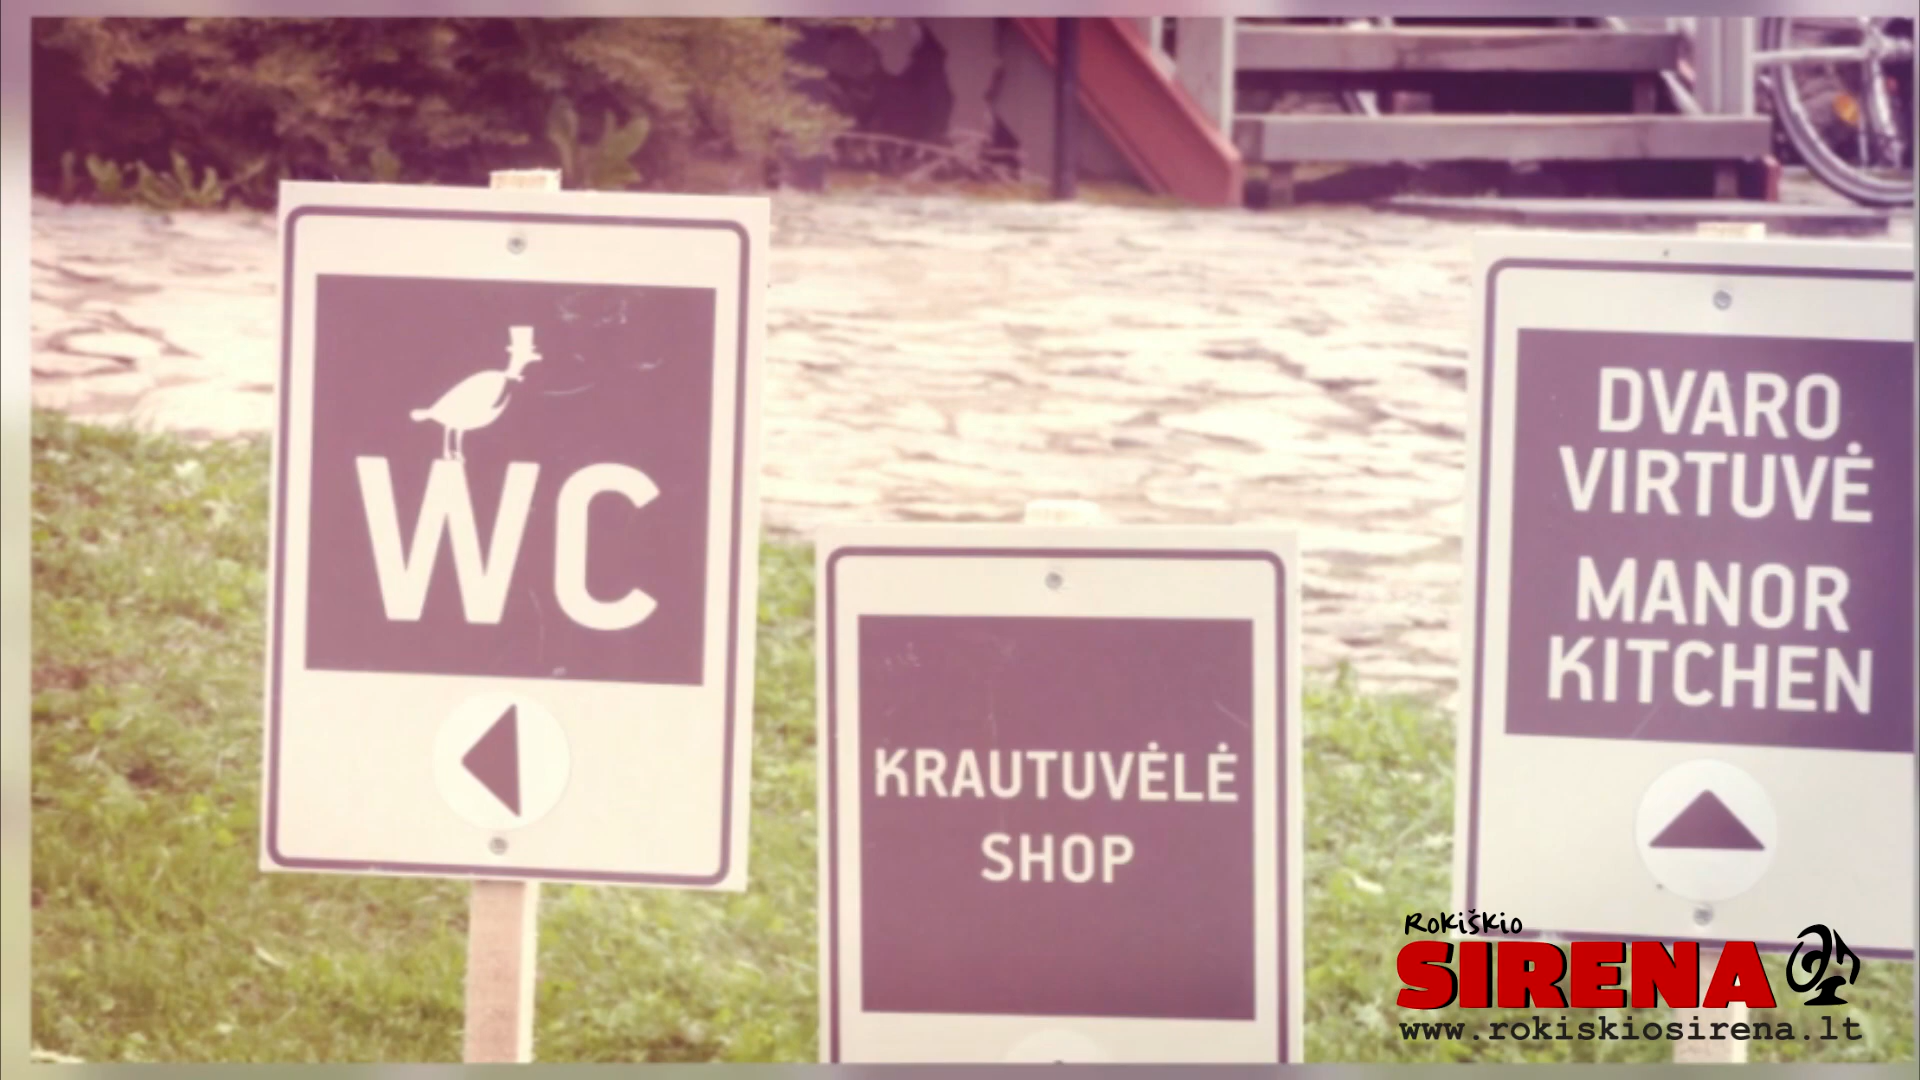 WC
KRAUTUVĖLĖ
SHOP
DVARO
VIRTUVĖ
MANOR
KITCHEN
Rokiškio
SIRENA
www.rokiskiosirena.lt